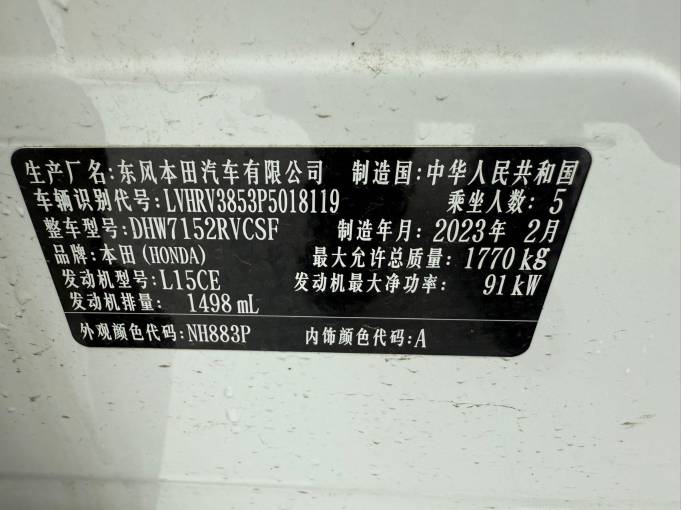 生产厂名:东风本田汽车有限公司 制造国:中华人民共和国
车辆识别代号:LVHRV3853P5018119 乘坐人数: 5
整车型号:DHW7152RVCSF 制造年月:2023年 2月
品牌:本田(HONDA) 最大允许总质量:1770kg
发动机型号:L15CE 发动机最大净功率: 91kW
发动机排量: 1498 mL
外观颜色代码:NH883P 内饰颜色代码:A